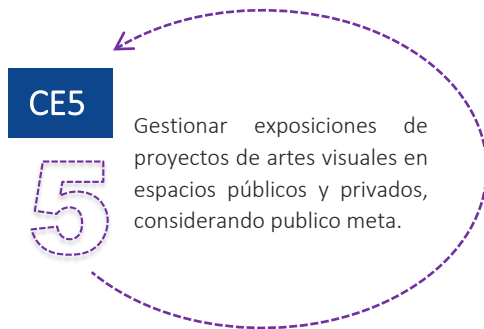 CE5
5
Gestionar exposiciones de
proyectos de artes visuales en
espacios públicos y privados,
considerando publico meta.